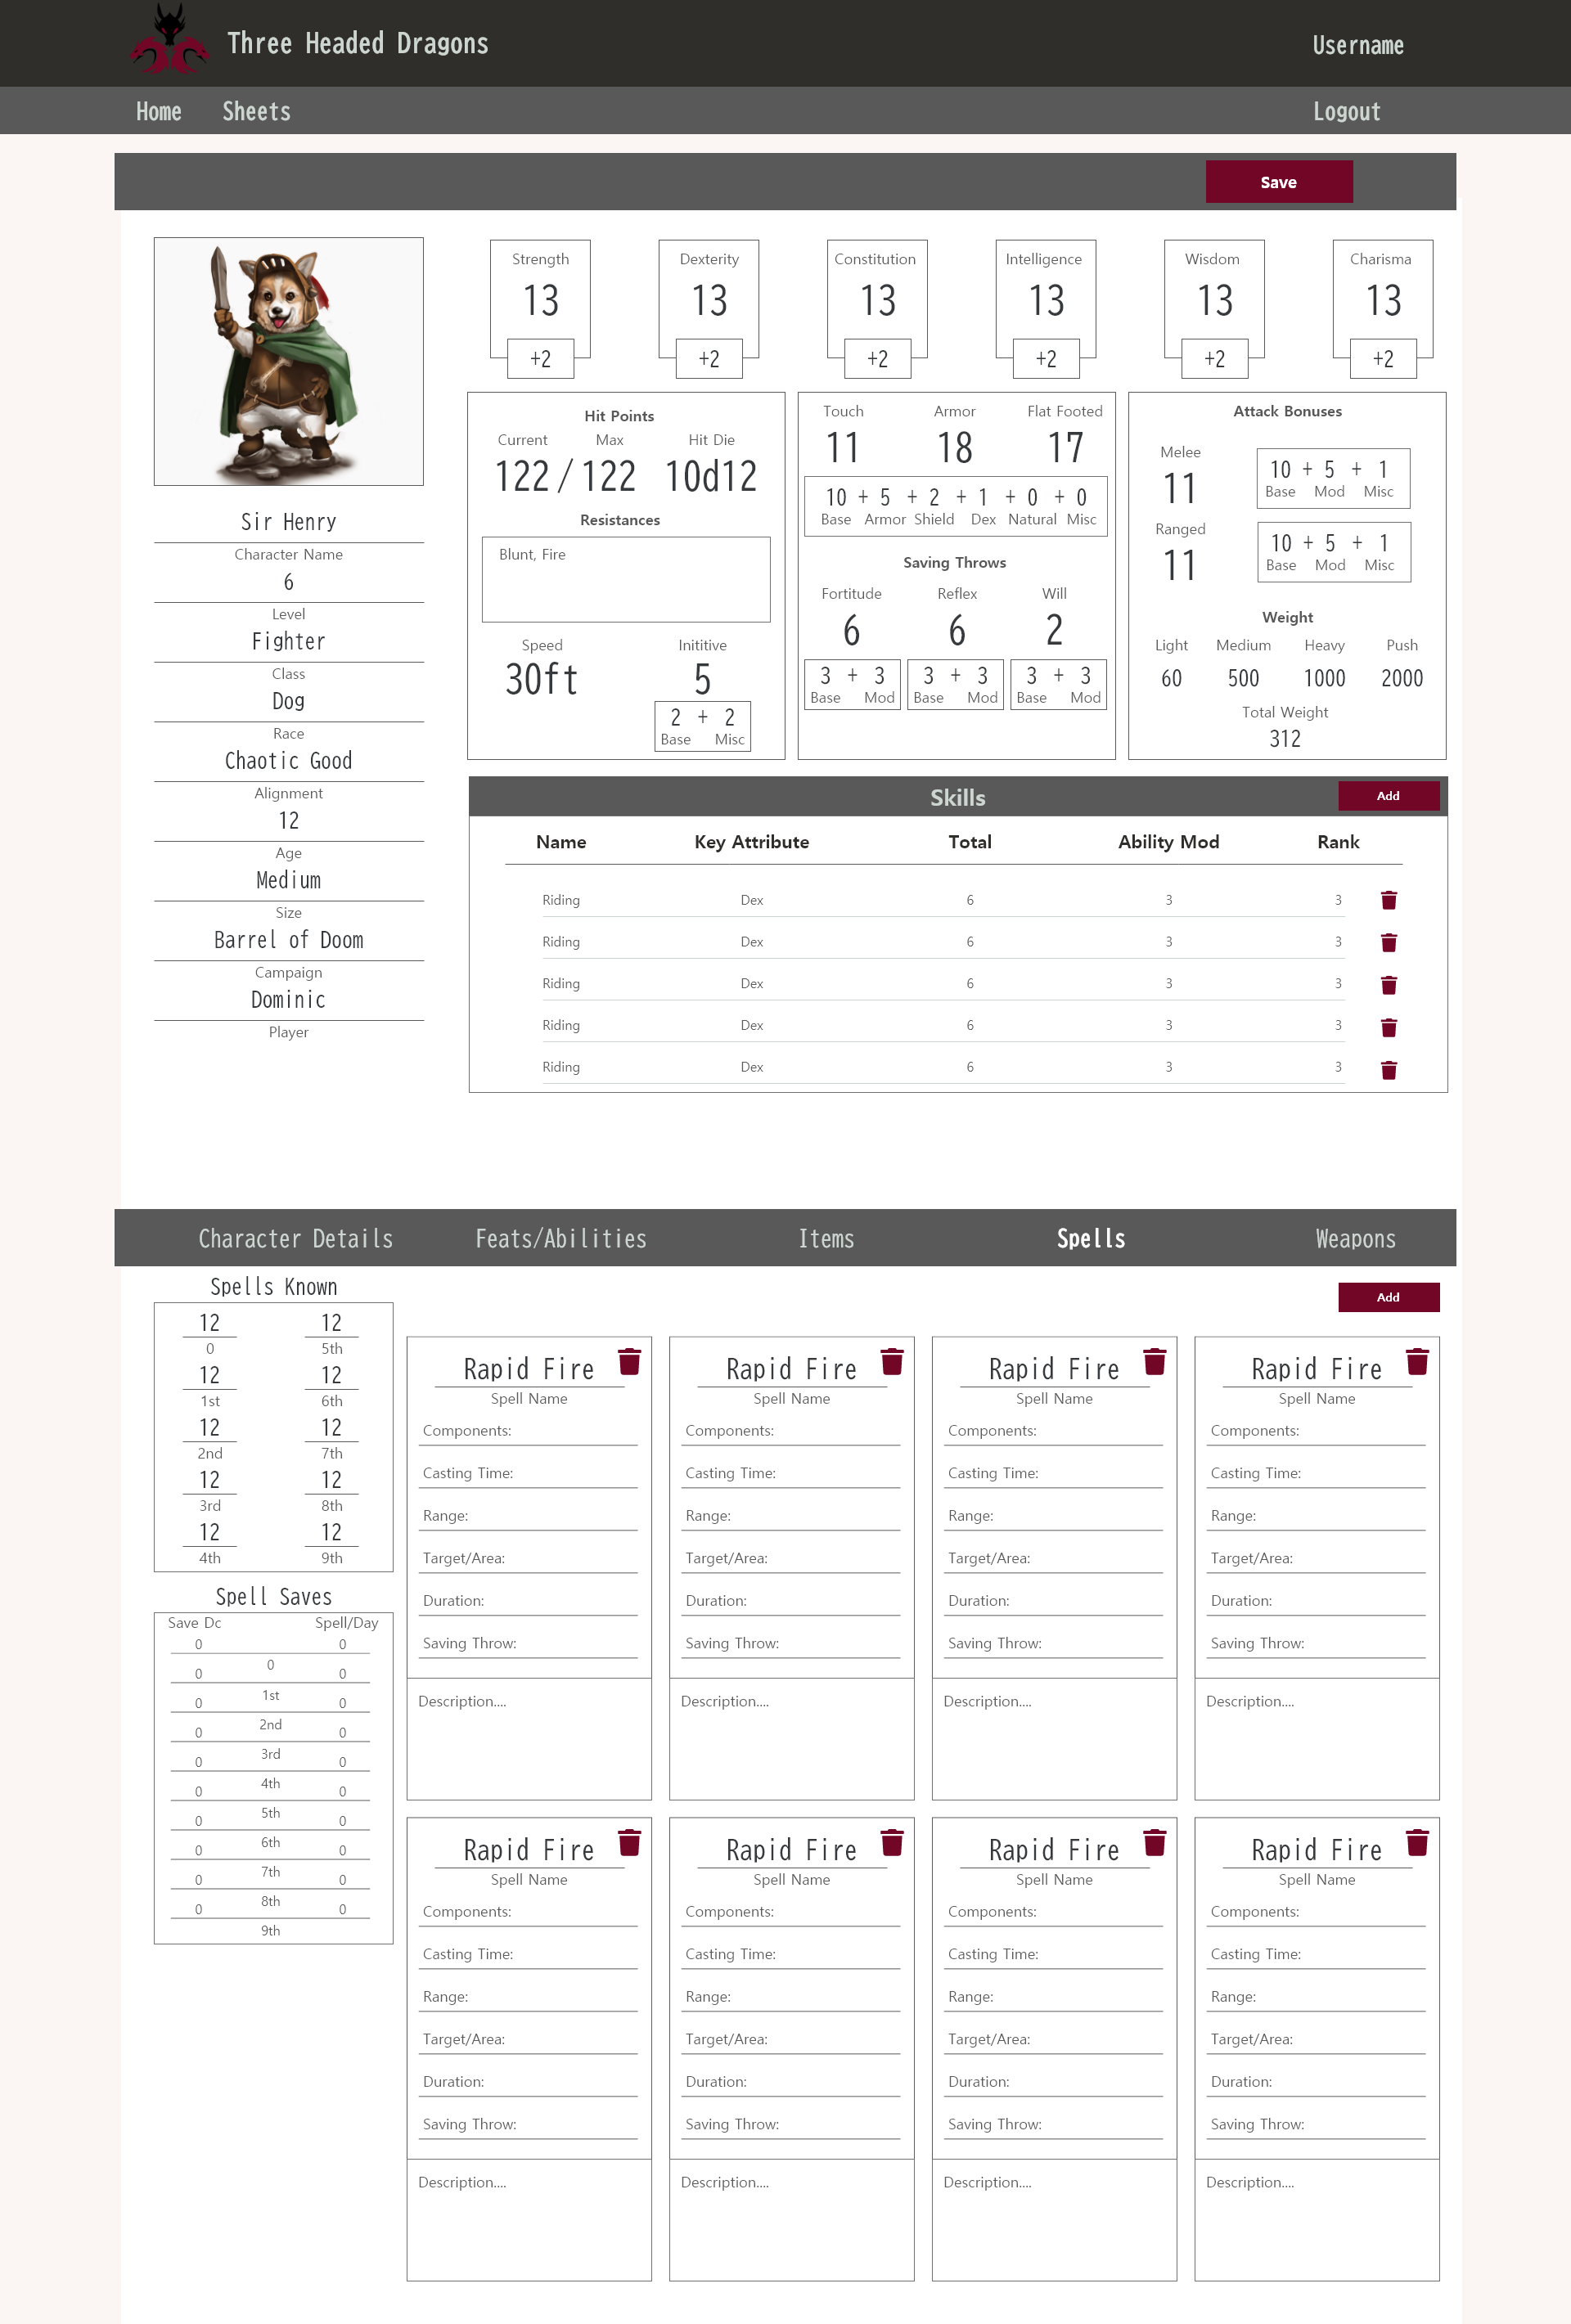 Three Headed Dragons
Username
Home Sheets
Logout
Save
Sir Henry
Character Name
6
Level
Fighter
Class
Dog
Race
Chaotic Good
Alignment
12
Age
Medium
Size
Barrel of Doom
Campaign
Dominic
Player
Strength Dexterity Constitution Intelligence Wisdom Charisma
13 13 13 13 13 13
+2 +2 +2 +2 +2 +2
Hit Points
Current Max Hit Die
122 / 122 10d12
Resistances
Blunt, Fire
Speed Inititive
30ft 5
2 + 2
Base Misc
Touch Armor Flat Footed
11 18 17
10 + 5 + 2 + 1 + 0 + 0
Base Armor Shield Dex Natural Misc
Saving Throws
Fortitude Reflex Will
6 6 2
3 + 3 3 + 3 3 + 3
Base Mod Base Mod Base Mod
Attack Bonuses
Melee
11
10 + 5 + 1
Base Mod Misc
Ranged
11
10 + 5 + 1
Base Mod Misc
Weight
Light Medium Heavy Push
60 500 1000 2000
Total Weight
312
Skills
Add
Name Key Attribute Total Ability Mod Rank
Riding Dex 6 3 3
Riding Dex 6 3 3
Riding Dex 6 3 3
Riding Dex 6 3 3
Riding Dex 6 3 3
Character Details Feats/Abilities Items Spells Weapons
Spells Known
12 12
0 5th
12 12
1st 6th
12 12
2nd 7th
12 12
3rd 8th
12 12
4th 9th
Spell Saves
Save Dc Spell/Day
0 0
0
0 0
1st
0 0
2nd
0 0
3rd
0 0
4th
0 0
5th
0 0
6th
0 0
7th
0 0
8th
0 0
9th
Add
Rapid Fire Rapid Fire Rapid Fire Rapid Fire
Spell Name Spell Name Spell Name Spell Name
Components: Components: Components: Components:
Casting Time: Casting Time: Casting Time: Casting Time:
Range: Range: Range: Range:
Target/Area: Target/Area: Target/Area: Target/Area:
Duration: Duration: Duration: Duration:
Saving Throw: Saving Throw: Saving Throw: Saving Throw:
Description.... Description.... Description.... Description....
Rapid Fire Rapid Fire Rapid Fire Rapid Fire
Spell Name Spell Name Spell Name Spell Name
Components: Components: Components: Components:
Casting Time: Casting Time: Casting Time: Casting Time:
Range: Range: Range: Range:
Target/Area: Target/Area: Target/Area: Target/Area:
Duration: Duration: Duration: Duration:
Saving Throw: Saving Throw: Saving Throw: Saving Throw:
Description.... Description.... Description.... Description....